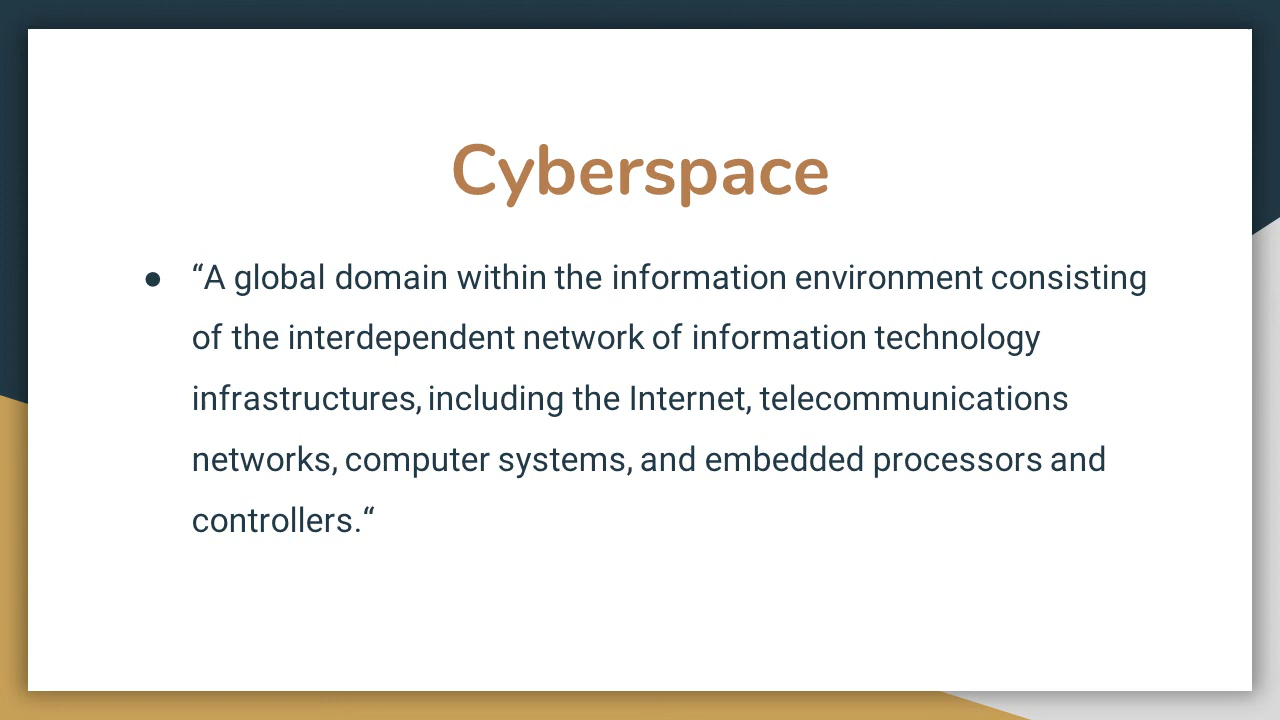 Cyberspace
● “A global domain within the information environment consisting
of the interdependent network of information technology
infrastructures, including the Internet, telecommunications
networks, computer systems, and embedded processors and
controllers.“